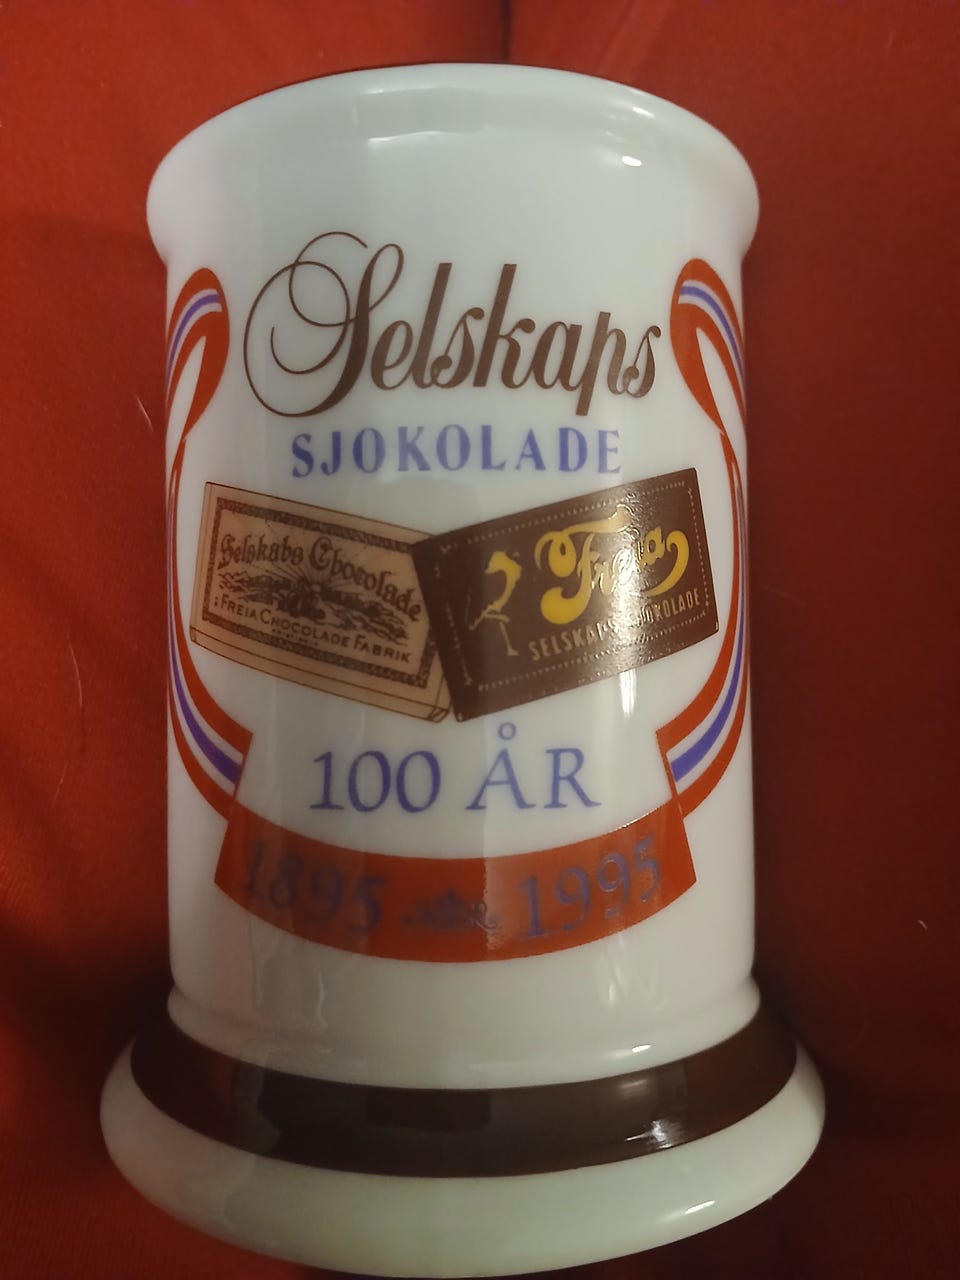 Selskaps
SJOKOLADE
Selskabs Chocolade
FREIA CHOCOLADE FABRIK
Freia
SELSKAPS SJOKOLADE
100 ÅR
1895 1995